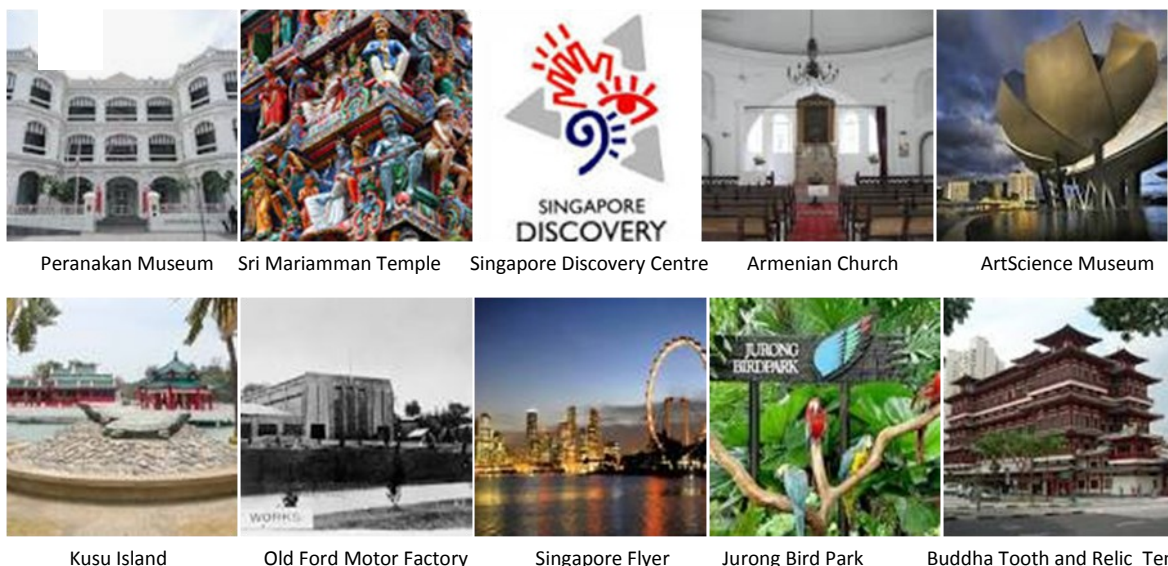 SINGAPORE
DISCOVERY
Peranakan Museum
Sri Mariamman Temple
Singapore Discovery Centre
Armenian Church
ArtScience Museum
JURONG
BIRDPARK
WORKS
Kusu Island
Old Ford Motor Factory
Singapore Flyer
Jurong Bird Park
Buddha Tooth and Relic Te